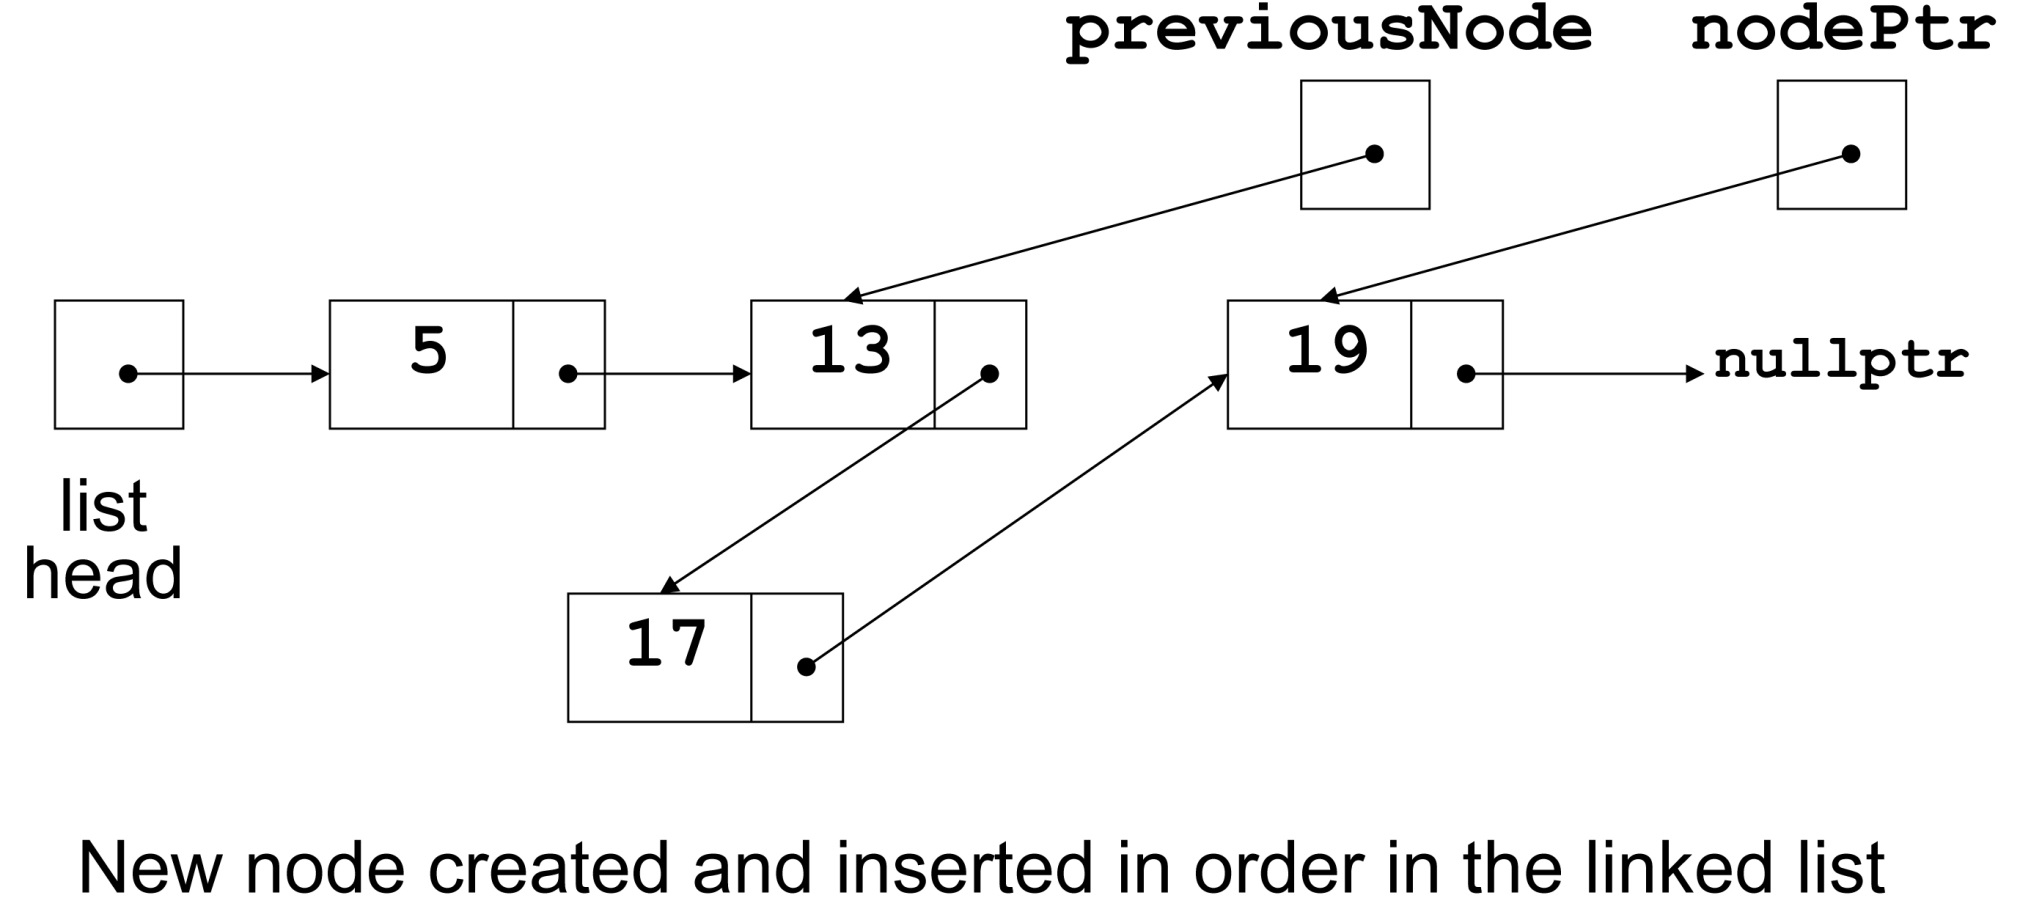 previousNode nodePtr
5 13 19 nullptr
list
head
17
New node created and inserted in order in the linked list